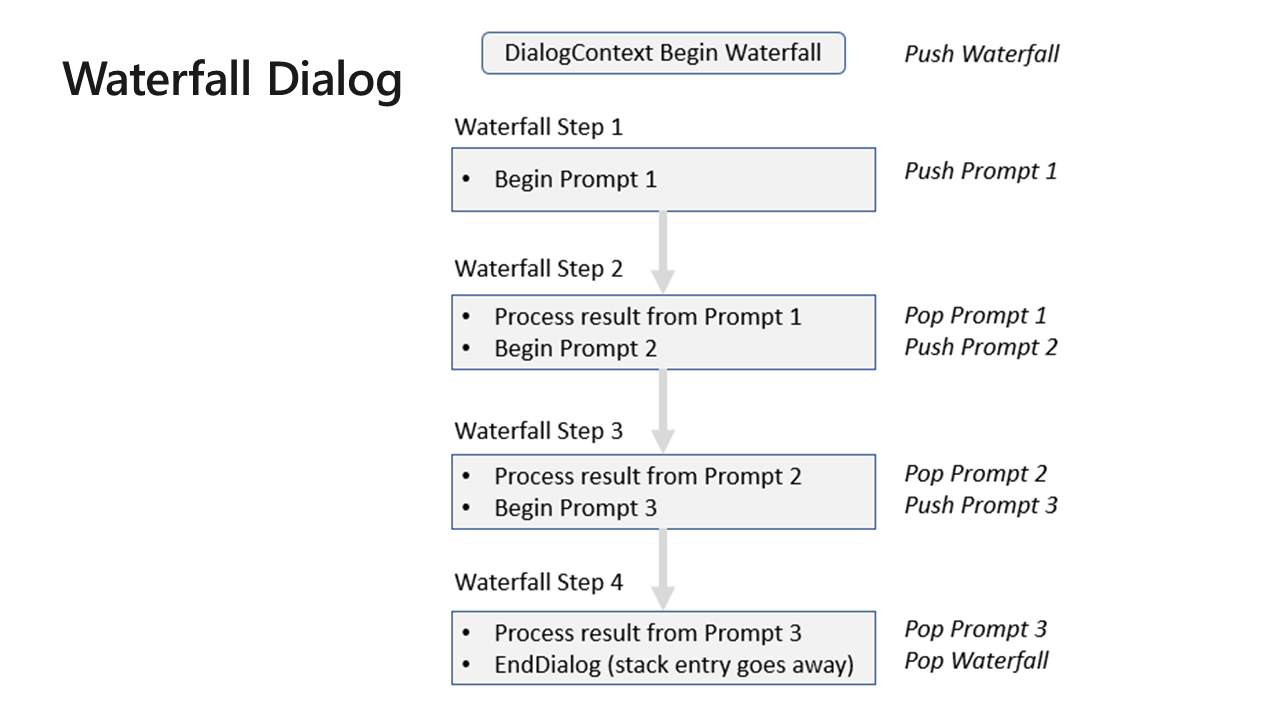 Waterfall Dialog
DialogContext Begin Waterfall
Push Waterfall
Waterfall Step 1
• Begin Prompt 1
Push Prompt 1
Waterfall Step 2
• Process result from Prompt 1
• Begin Prompt 2
Pop Prompt 1
Push Prompt 2
Waterfall Step 3
• Process result from Prompt 2
• Begin Prompt 3
Pop Prompt 2
Push Prompt 3
Waterfall Step 4
• Process result from Prompt 3
• EndDialog (stack entry goes away)
Pop Prompt 3
Pop Waterfall